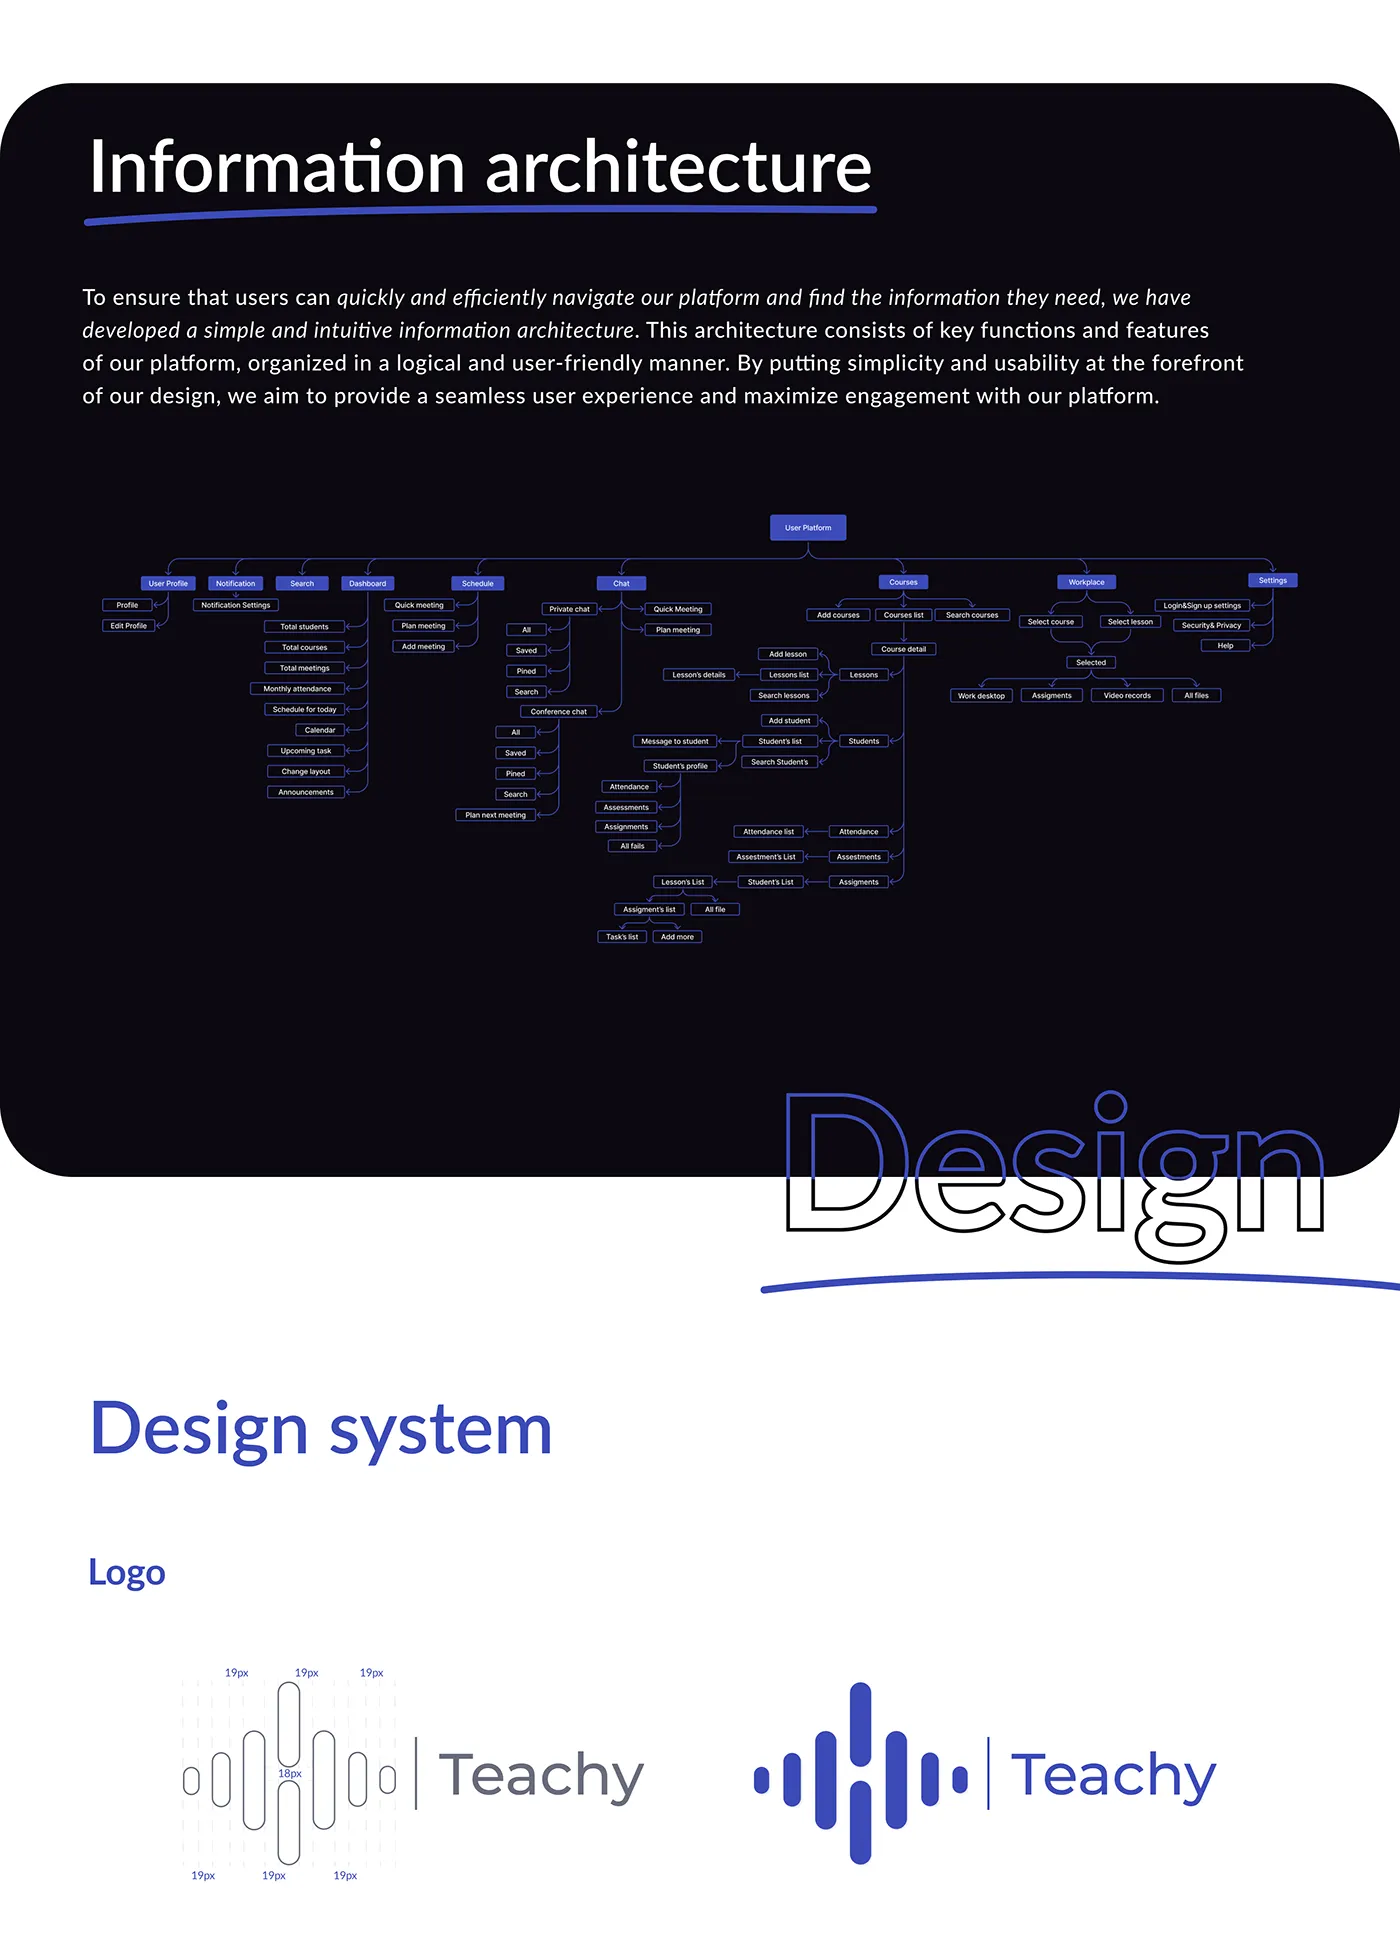 Information architecture
To ensure that users can quickly and efficiently navigate our platform and find the information they need, we have
developed a simple and intuitive information architecture. This architecture consists of key functions and features
of our platform, organized in a logical and user-friendly manner. By putting simplicity and usability at the forefront
of our design, we aim to provide a seamless user experience and maximize engagement with our platform.
User Platform
User Profile
Profile
Edit Profile
Notification
Notification Settings
Search
Dashboard
Total students
Total courses
Total meetings
Monthly attendance
Schedule for today
Calendar
Upcoming task
Change layout
Announcements
Schedule
Quick meeting
Plan meeting
Add meeting
Chat
Private chat
All
Saved
Pined
Search
Quick Meeting
Plan meeting
Conference chat
All
Saved
Pined
Search
Plan next meeting
Courses
Add courses
Courses list
Search courses
Course detail
Lessons
Add lesson
Lessons list
Search lessons
Lesson's details
Students
Add student
Student's list
Search Student's
Message to student
Student's profile
Attendance
Assessments
Assignments
All fails
Attendance
Attendance list
Assestments
Assestment's List
Assigments
Student's List
Lesson's List
Assigment's list
All file
Task's list
Add more
Workplace
Select course
Select lesson
Selected
Work desktop
Assigments
Video records
All files
Settings
Login&Sign up settings
Security& Privacy
Help
Design
Design system
Logo
19px
19px
19px
18px
19px
19px
19px
Teachy
Teachy